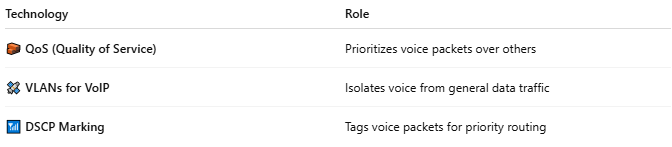 Technology Role
QoS (Quality of Service) Prioritizes voice packets over others
VLANs for VoIP Isolates voice from general data traffic
DSCP Marking Tags voice packets for priority routing